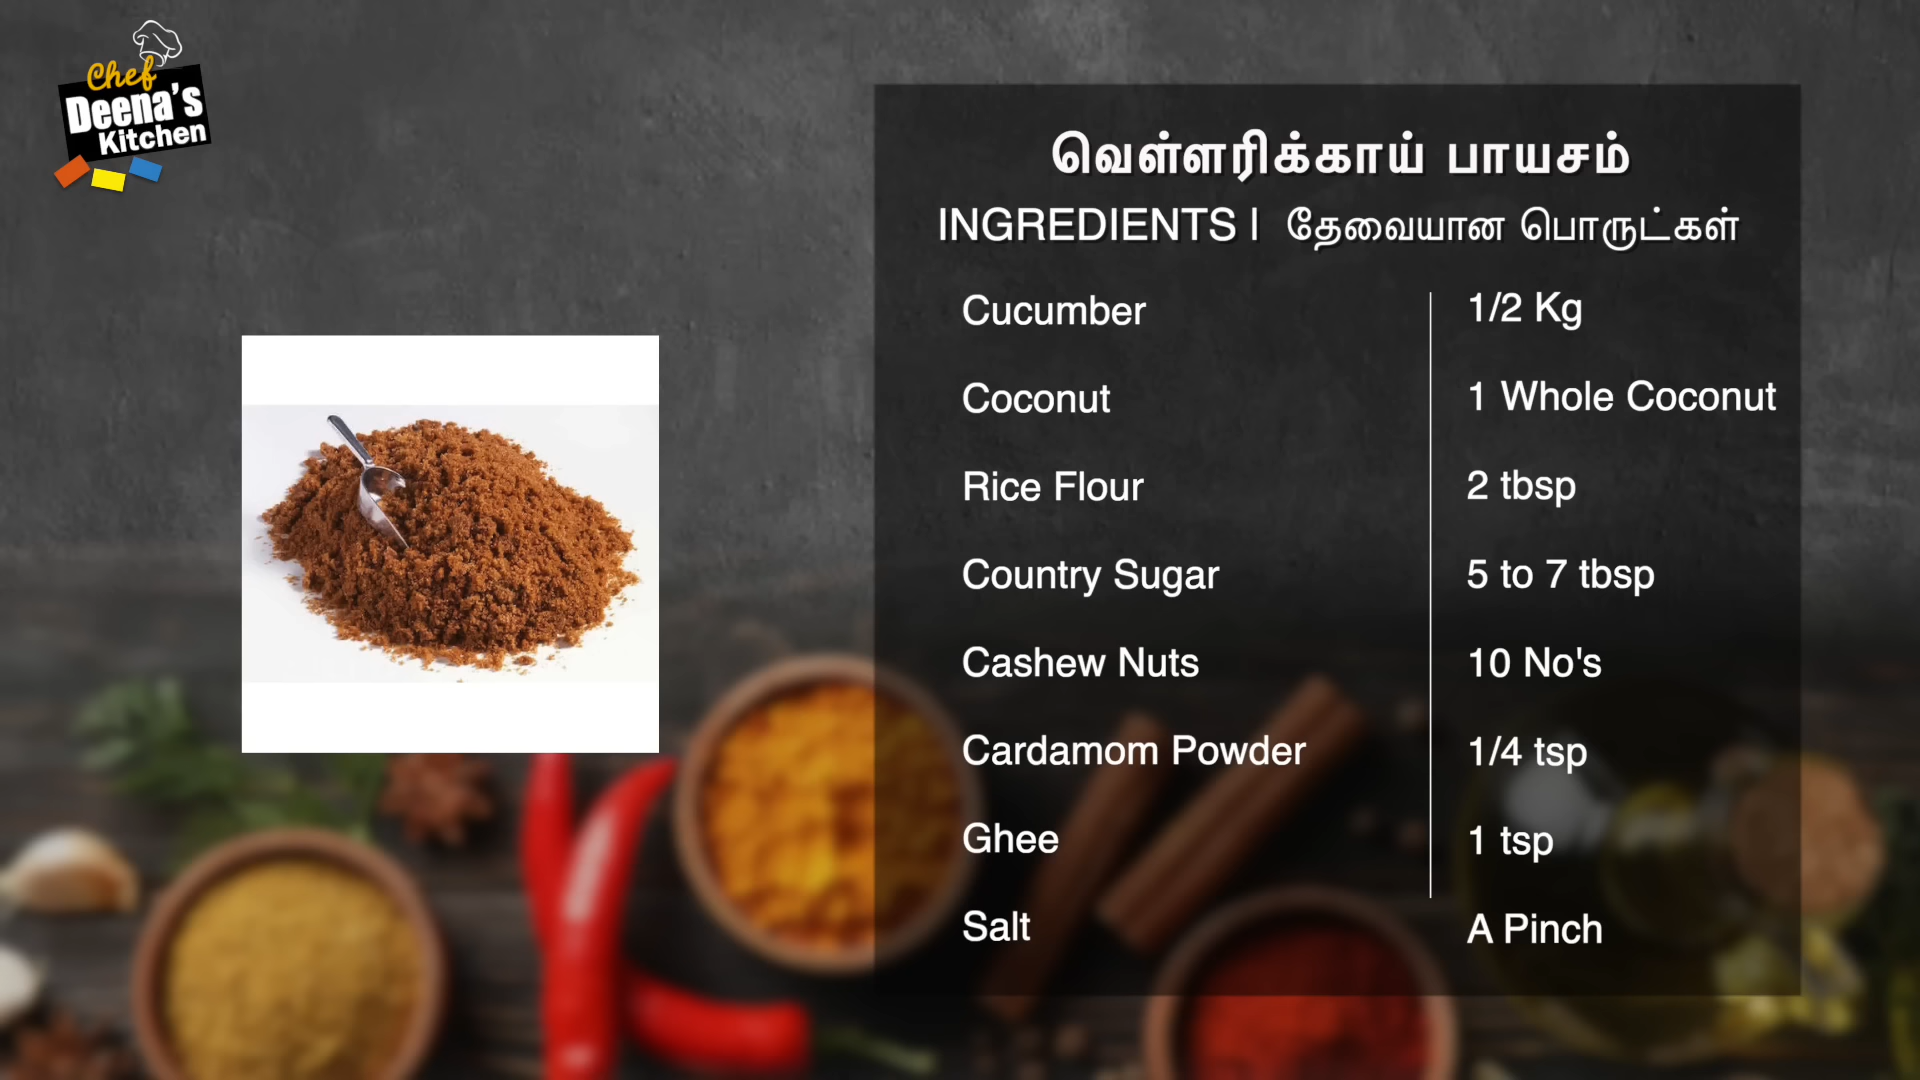 Chef
Deena's
Kitchen
வெள்ளரிக்காய் பாயசம்
INGREDIENTS | தேவையான பொருட்கள்
Cucumber 1/2 Kg
Coconut 1 Whole Coconut
Rice Flour 2 tbsp
Country Sugar 5 to 7 tbsp
Cashew Nuts 10 No's
Cardamom Powder 1/4 tsp
Ghee 1 tsp
Salt A Pinch